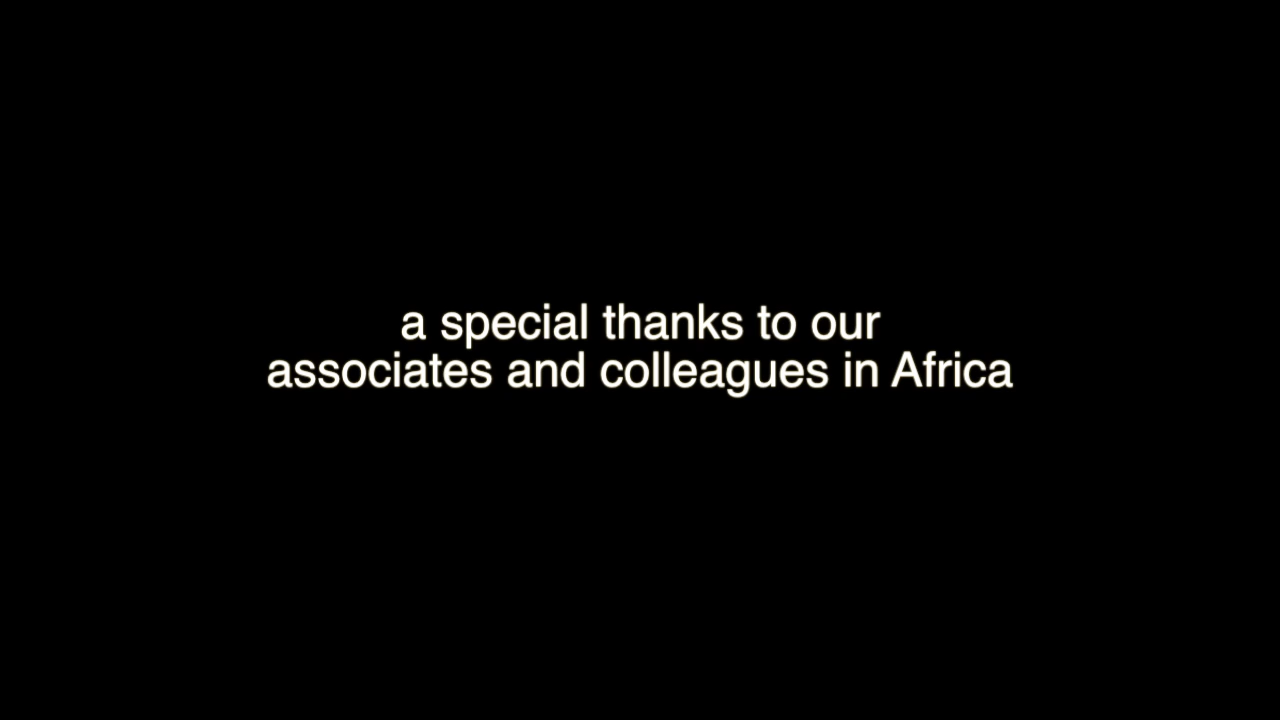 a special thanks to our
associates and colleagues in Africa